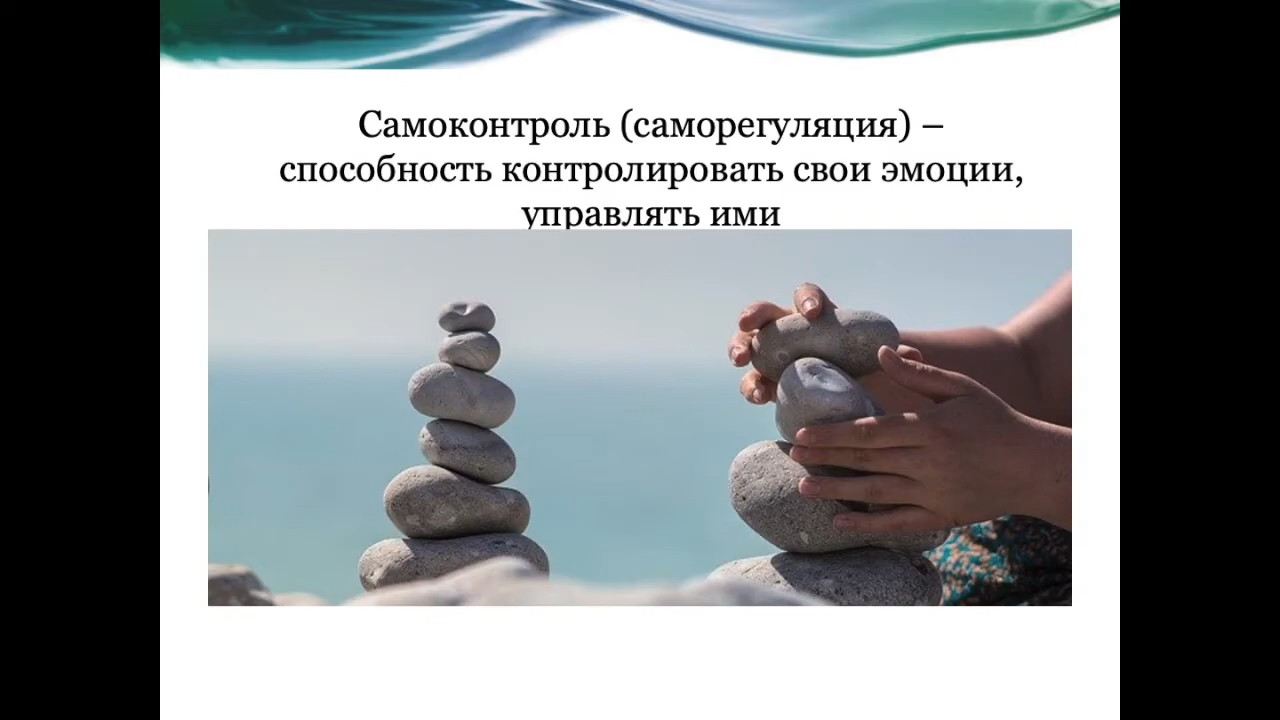 Самоконтроль (саморегуляция) –
способность контролировать свои эмоции,
управлять ими